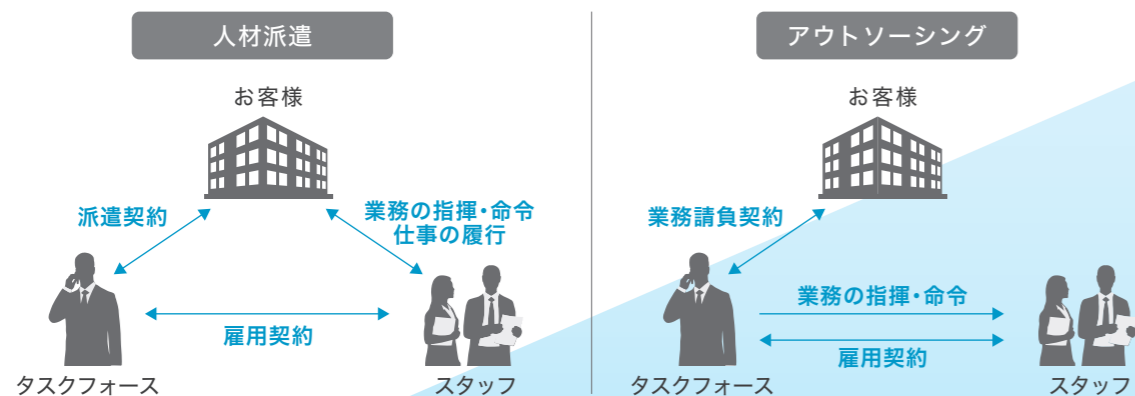 人材派遣
お客様
派遣契約
業務の指揮・命令
仕事の履行
雇用契約
タスクフォース
スタッフ
アウトソーシング
お客様
業務請負契約
業務の指揮・命令
雇用契約
タスクフォース
スタッフ